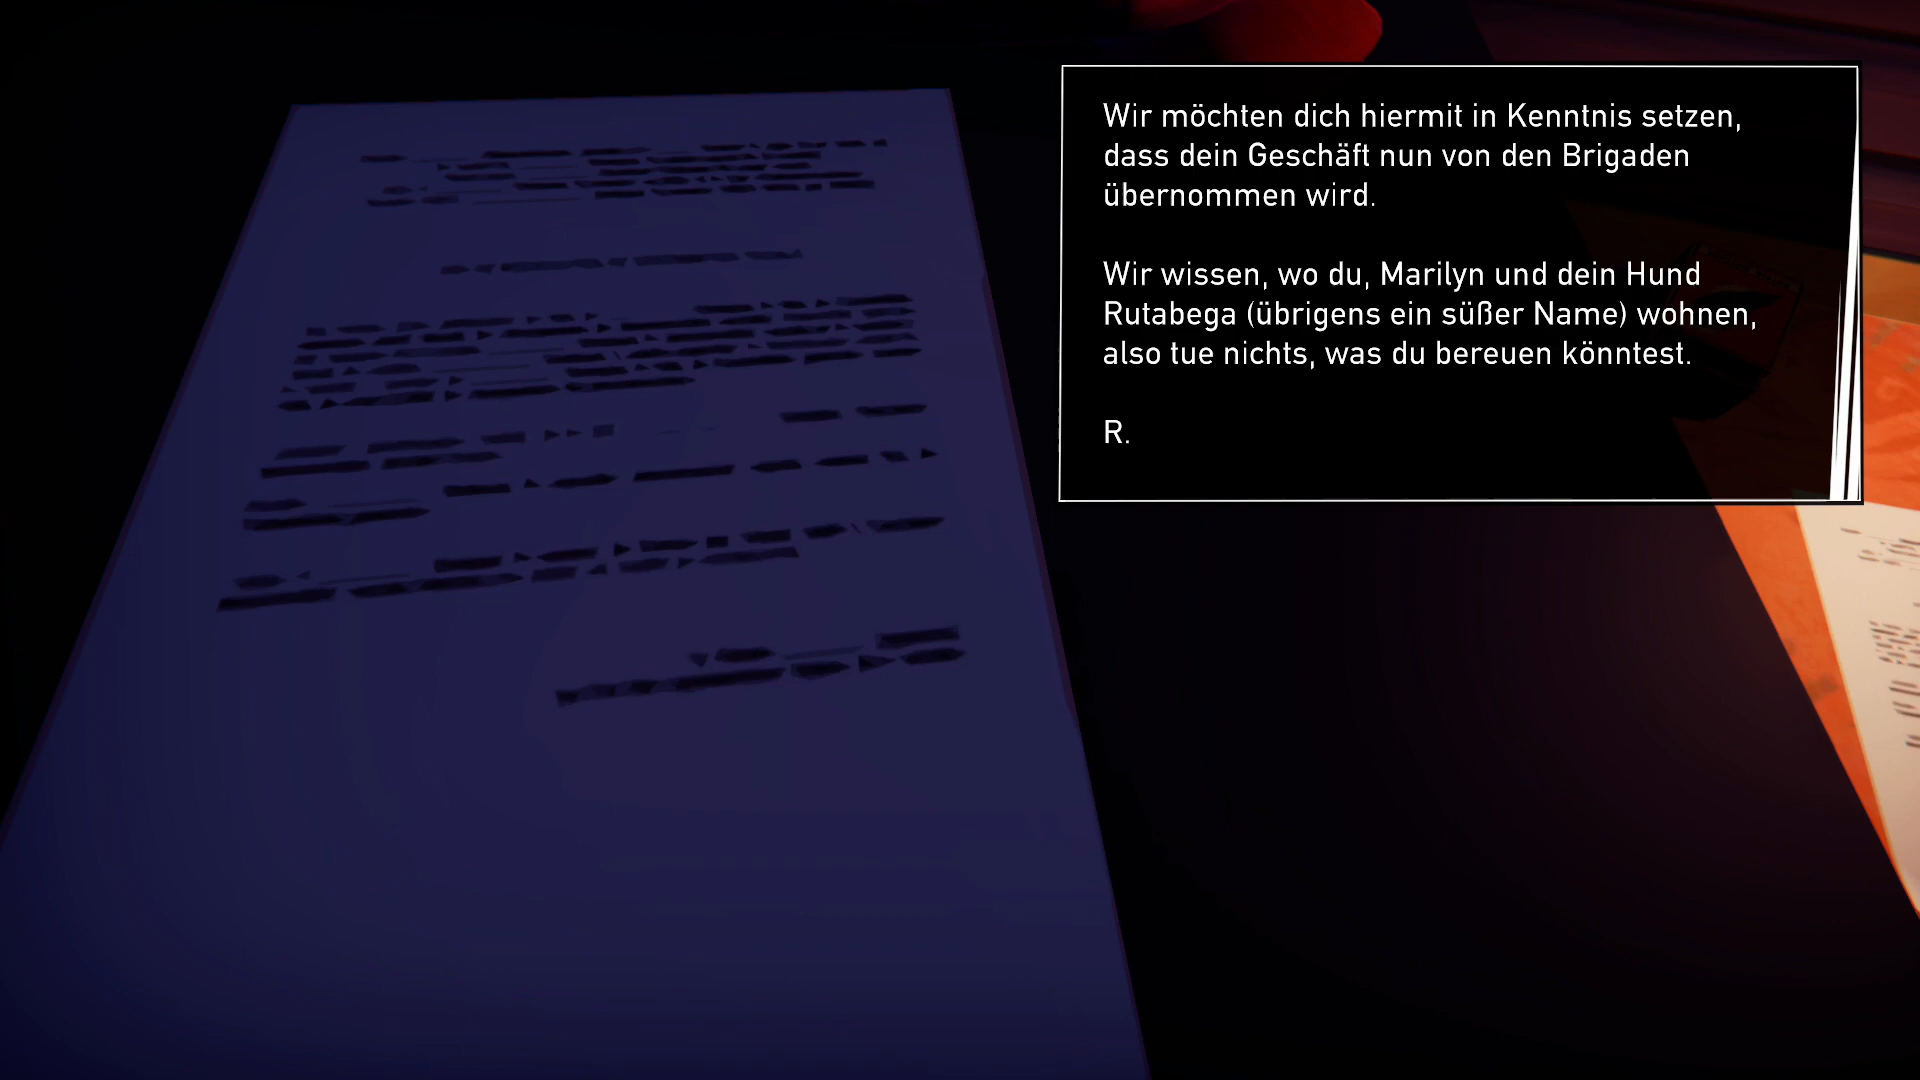 Wir möchten dich hiermit in Kenntnis setzen,
dass dein Geschäft nun von den Brigaden
übernommen wird.
Wir wissen, wo du, Marilyn und dein Hund
Rutabega (übrigens ein süßer Name) wohnen,
also tue nichts, was du bereuen könntest.
R.